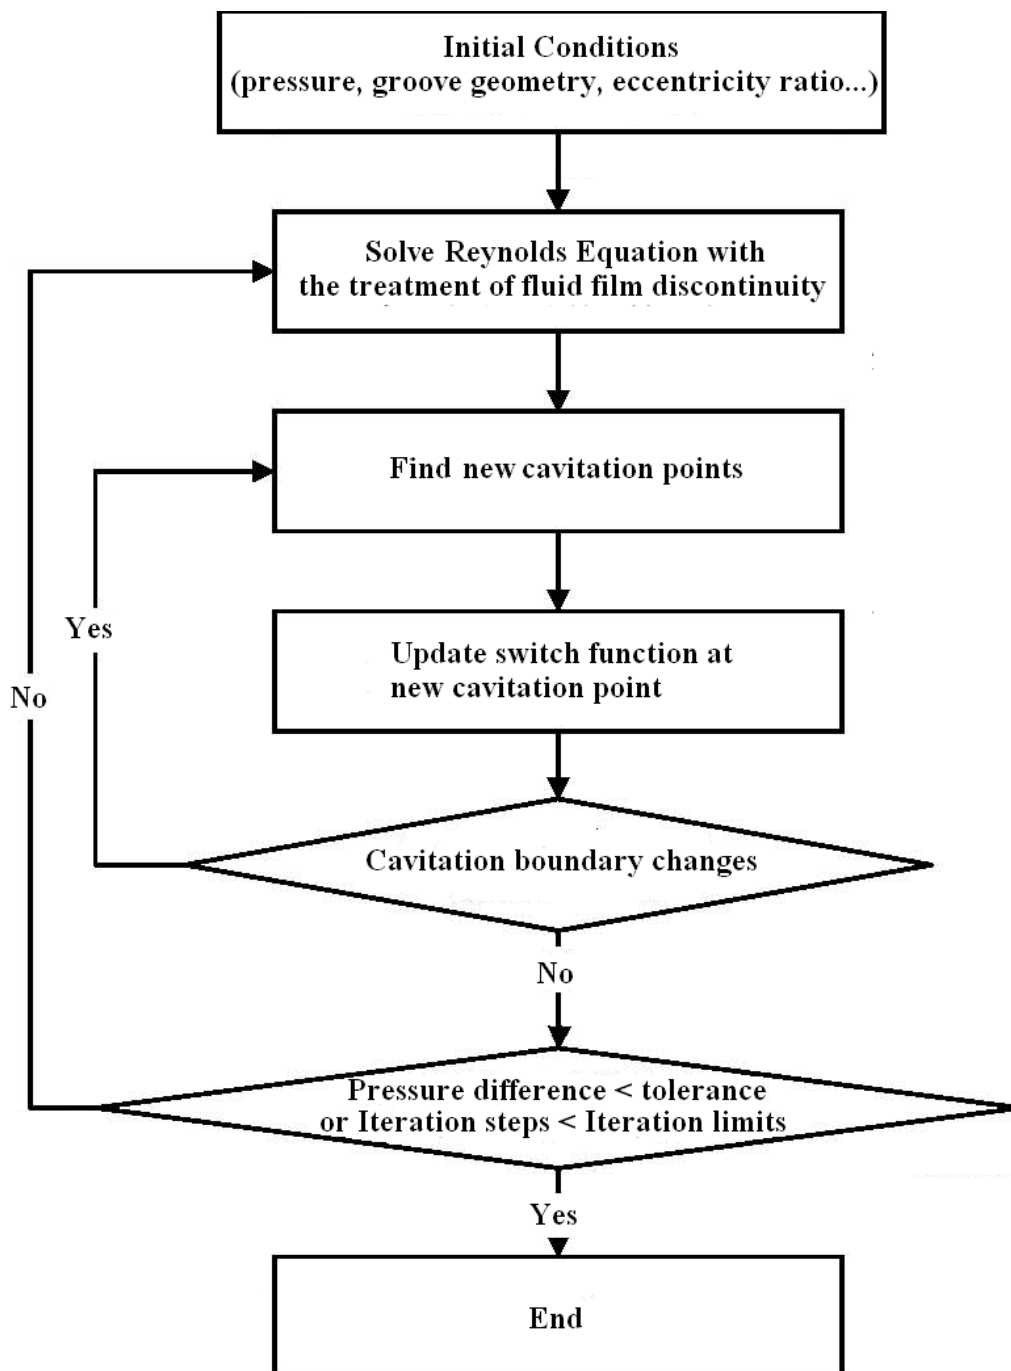 Initial Conditions
(pressure, groove geometry, eccentricity ratio...)
Solve Reynolds Equation with
the treatment of fluid film discontinuity
Find new cavitation points
Update switch function at
new cavitation point
Yes
No
Cavitation boundary changes
No
Pressure difference < tolerance
or Iteration steps < Iteration limits
Yes
End